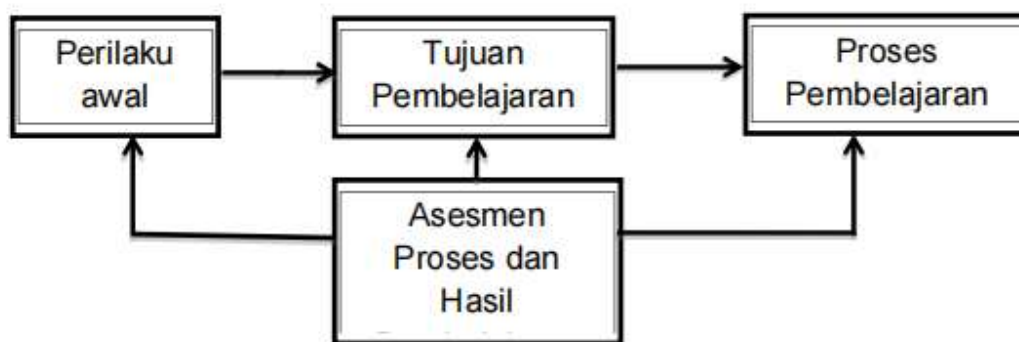 Perilaku
awal
Tujuan
Pembelajaran
Proses
Pembelajaran
Asesmen
Proses dan
Hasil